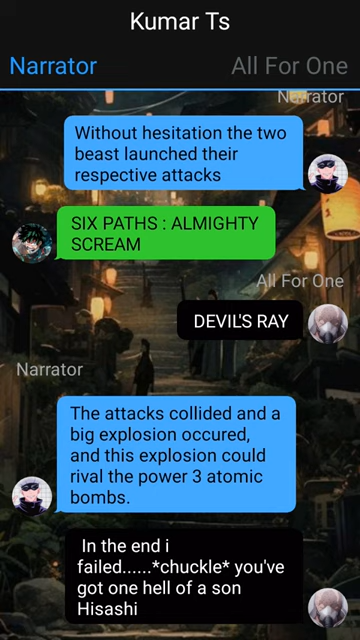 Kumar Ts
Narrator
All For One
Narrator
Without hesitation the two
beast launched their
respective attacks
SIX PATHS : ALMIGHTY
SCREAM
All For One
DEVIL'S RAY
Narrator
The attacks collided and a
big explosion occured,
and this explosion could
rival the power 3 atomic
bombs.
In the end i
failed......*chuckle* you've
got one hell of a son
Hisashi